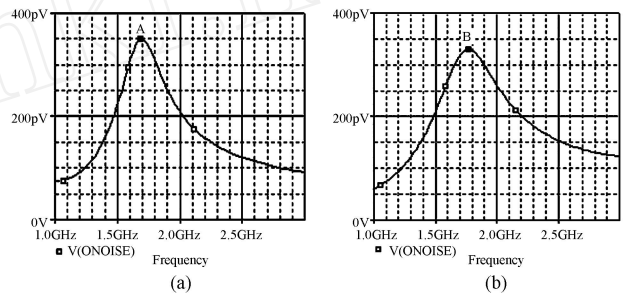 400pV
A
200pV
0V
1.0GHz 1.5GHz 2.0GHz 2.5GHz
V(ONOISE)
Frequency
(a)
400pV
B
200pV
0V
1.0GHz 1.5GHz 2.0GHz 2.5GHz
V(ONOISE)
Frequency
(b)